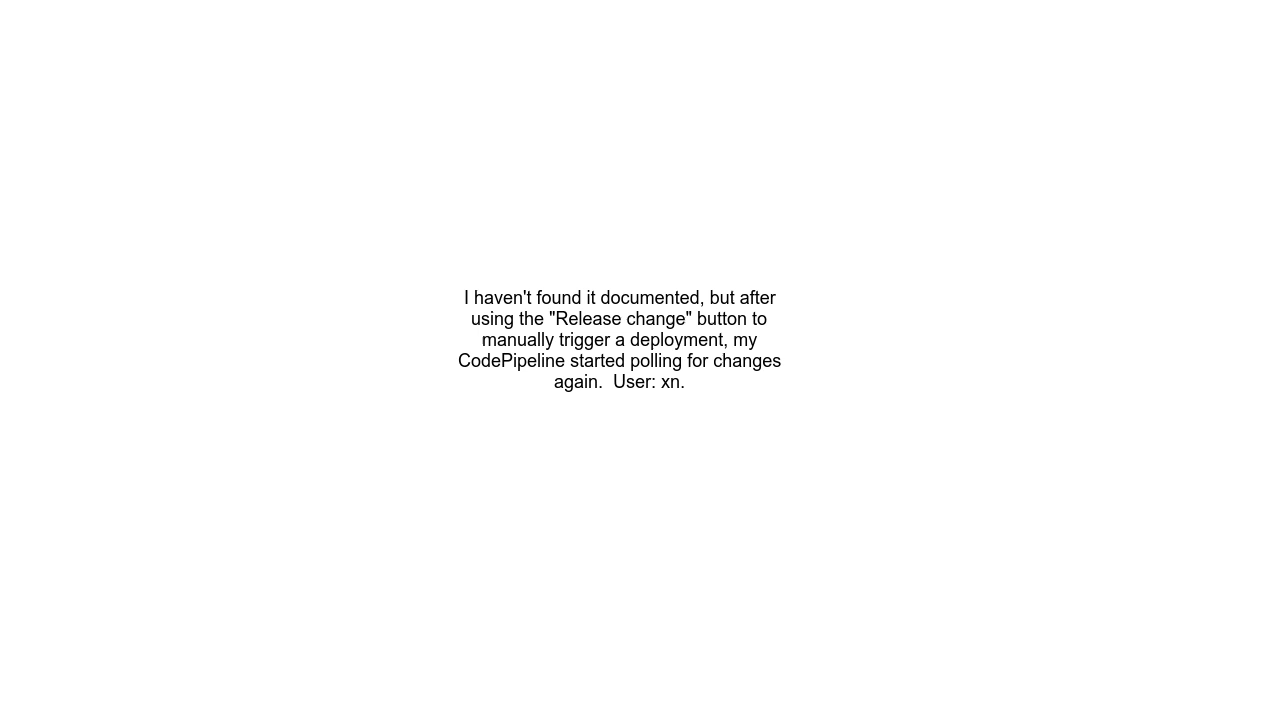 I haven't found it documented, but after
using the "Release change" button to
manually trigger a deployment, my
CodePipeline started polling for changes
again.  User: xn.